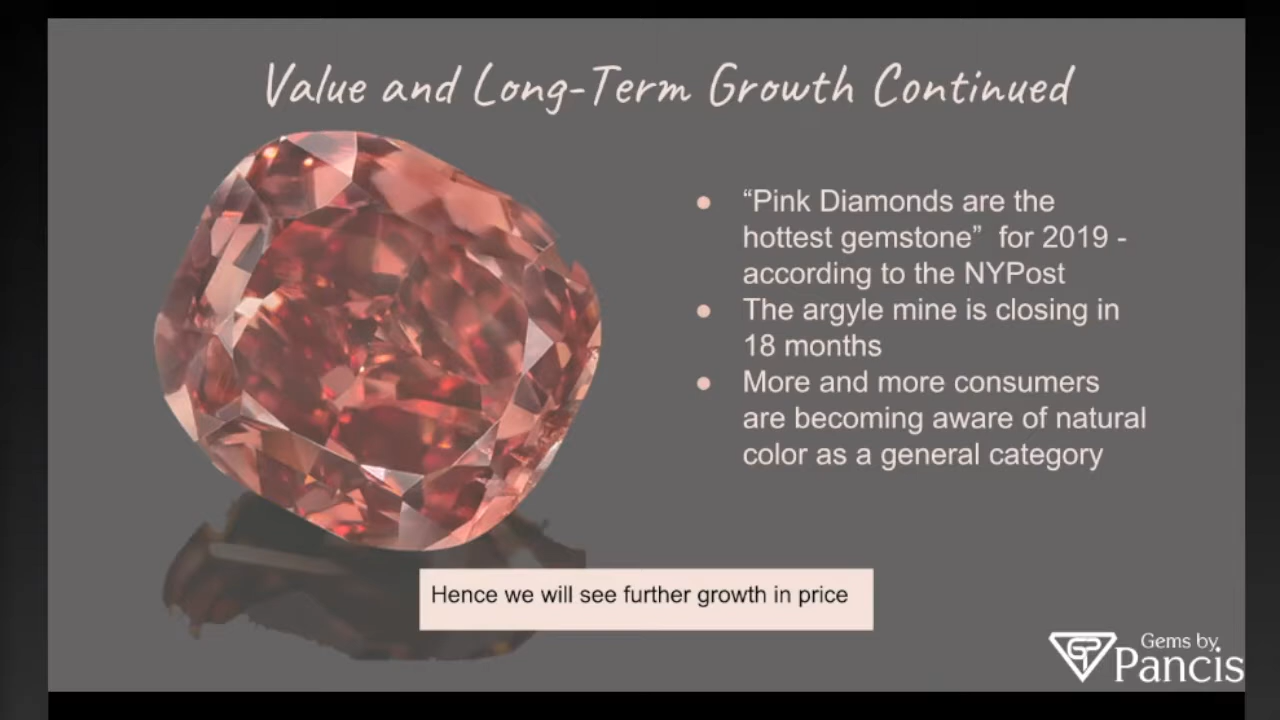 Value and Long-Term Growth Continued
● “Pink Diamonds are the
hottest gemstone” for 2019 -
according to the NYPost
● The argyle mine is closing in
18 months
● More and more consumers
are becoming aware of natural
color as a general category
Hence we will see further growth in price
Gems by
Pancis